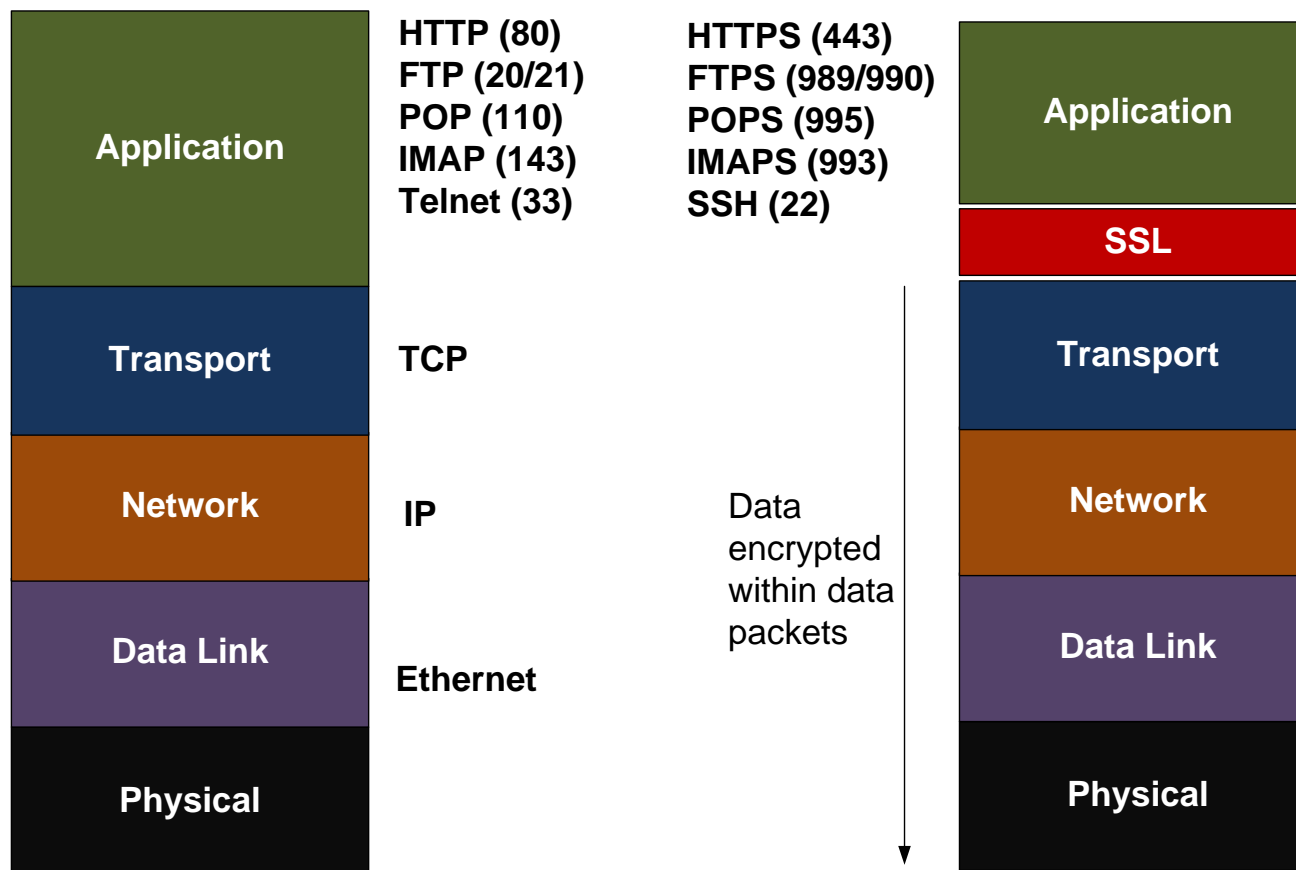 Application
Transport
Network
Data Link
Physical
HTTP (80)
FTP (20/21)
POP (110)
IMAP (143)
Telnet (33)
TCP
IP
Ethernet
HTTPS (443)
FTPS (989/990)
POPS (995)
IMAPS (993)
SSH (22)
Data
encrypted
within data
packets
Application
SSL
Transport
Network
Data Link
Physical